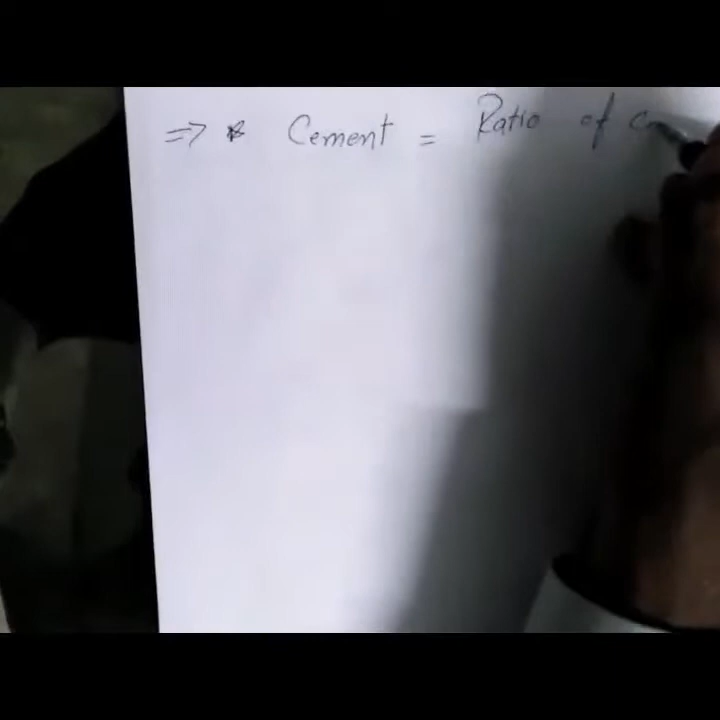 => * Cement = Ratio of